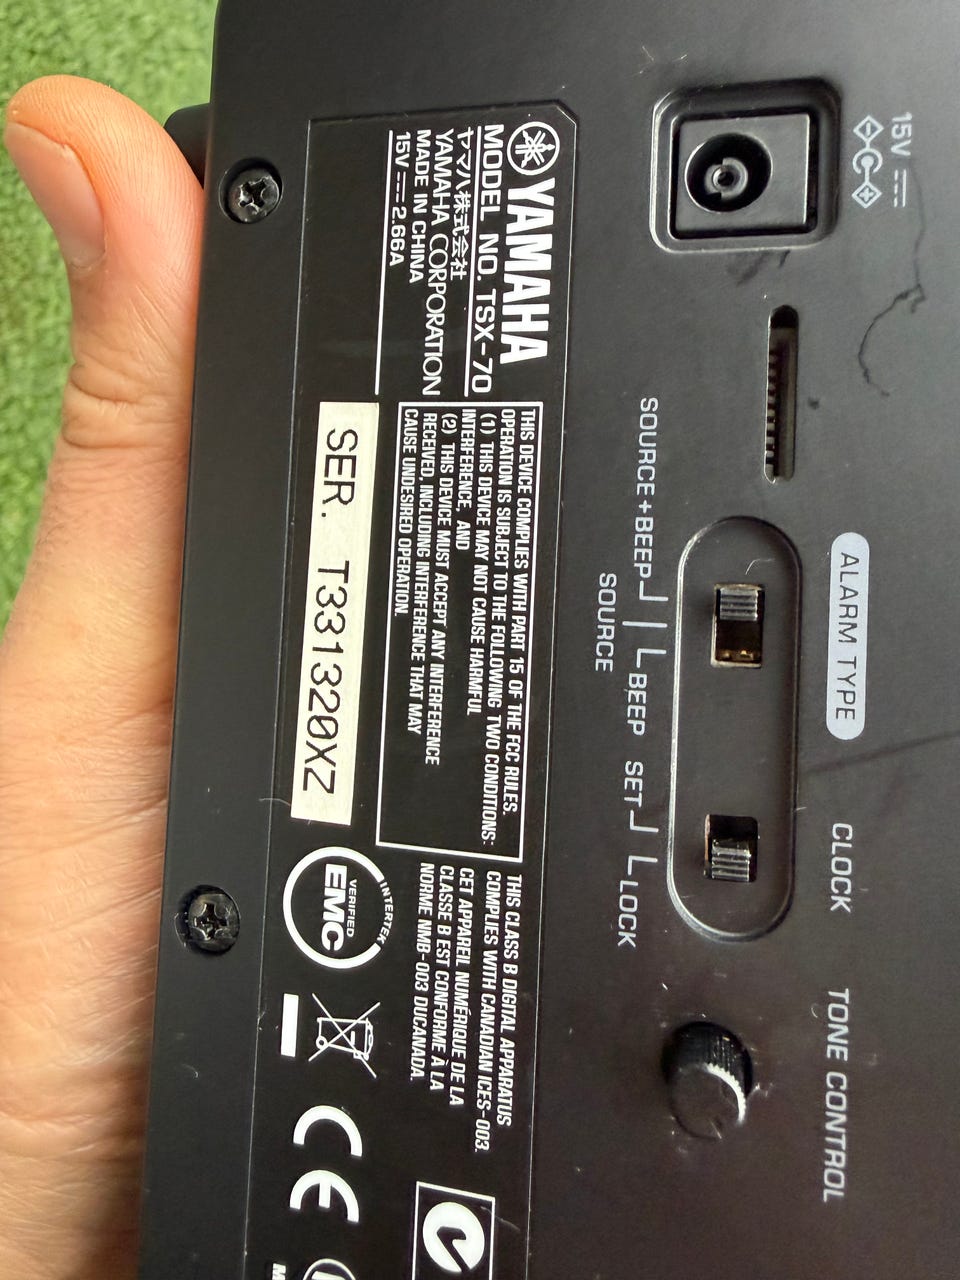 15V
ALARM TYPE
CLOCK
TONE CONTROL
SOURCE+BEEP
BEEP
SET
LOCK
SOURCE
YAMAHA
MODEL NO. TSX-70
ヤマハ株式会社
YAMAHA CORPORATION
MADE IN CHINA
15V 2.66A
THIS DEVICE COMPLIES WITH PART 15 OF THE FCC RULES.
OPERATION IS SUBJECT TO THE FOLLOWING TWO CONDITIONS:
(1) THIS DEVICE MAY NOT CAUSE HARMFUL
INTERFERENCE, AND
(2) THIS DEVICE MUST ACCEPT ANY INTERFERENCE
RECEIVED, INCLUDING INTERFERENCE THAT MAY
CAUSE UNDESIRED OPERATION.
SER. T331320XZ
THIS CLASS B DIGITAL APPARATUS
COMPLIES WITH CANADIAN ICES-003.
CET APPAREIL NUMÉRIQUE DE LA
CLASSE B EST CONFORME À LA
NORME NMB-003 DUCANADA.
INTERTEK
VERIFIED
EMC
CE